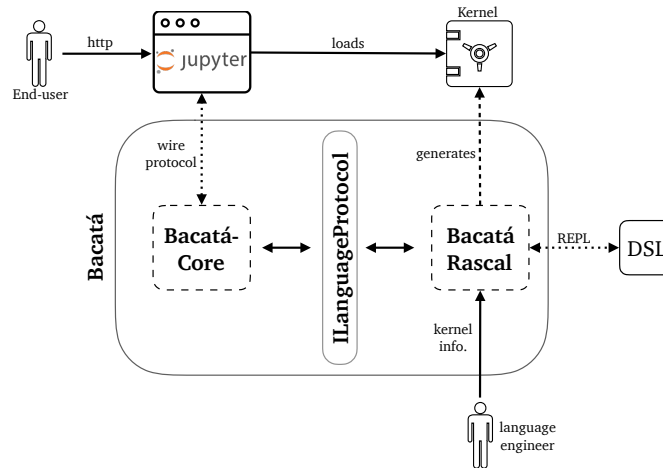 Kernel
http
jupyter
loads
End-user
wire
protocol
generates
Bacatá
Bacatá-
Core
ILanguageProtocol
Bacatá
Rascal
REPL
DSL
kernel
info.
language
engineer